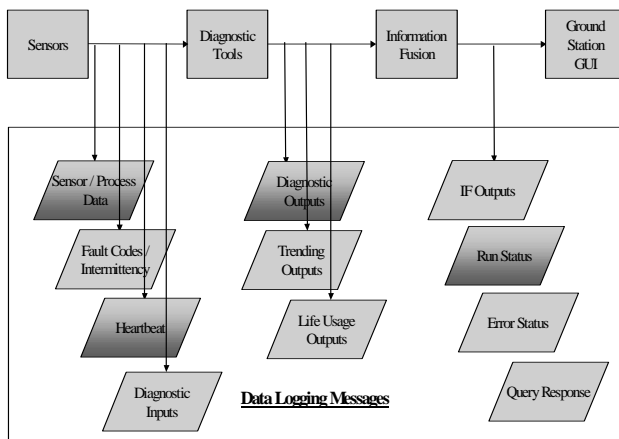 Sensors
Diagnostic
Tools
Information
Fusion
Ground
Station
GUI
Sensor / Process
Data
Fault Codes /
Intermittency
Heartbeat
Diagnostic
Inputs
Diagnostic
Outputs
Trending
Outputs
Life Usage
Outputs
IF Outputs
Run Status
Error Status
Query Response
Data Logging Messages